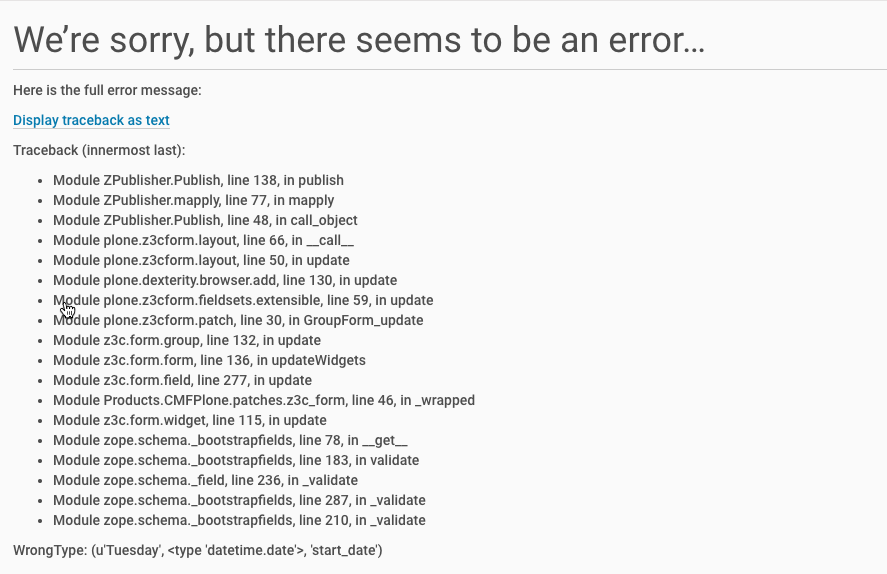 We’re sorry, but there seems to be an error…
Here is the full error message:
Display traceback as text
Traceback (innermost last):
• Module ZPublisher.Publish, line 138, in publish
• Module ZPublisher.mapply, line 77, in mapply
• Module ZPublisher.Publish, line 48, in call_object
• Module plone.z3cform.layout, line 66, in __call__
• Module plone.z3cform.layout, line 50, in update
• Module plone.dexterity.browser.add, line 130, in update
• Module plone.z3cform.fieldsets.extensible, line 59, in update
• Module plone.z3cform.patch, line 30, in GroupForm_update
• Module z3c.form.group, line 132, in update
• Module z3c.form.form, line 136, in updateWidgets
• Module z3c.form.field, line 277, in update
• Module Products.CMFPlone.patches.z3c_form, line 46, in _wrapped
• Module z3c.form.widget, line 115, in update
• Module zope.schema._bootstrapfields, line 78, in __get__
• Module zope.schema._bootstrapfields, line 183, in validate
• Module zope.schema._field, line 236, in _validate
• Module zope.schema._bootstrapfields, line 287, in _validate
• Module zope.schema._bootstrapfields, line 210, in _validate
WrongType: (u'Tuesday', <type 'datetime.date'>, 'start_date')